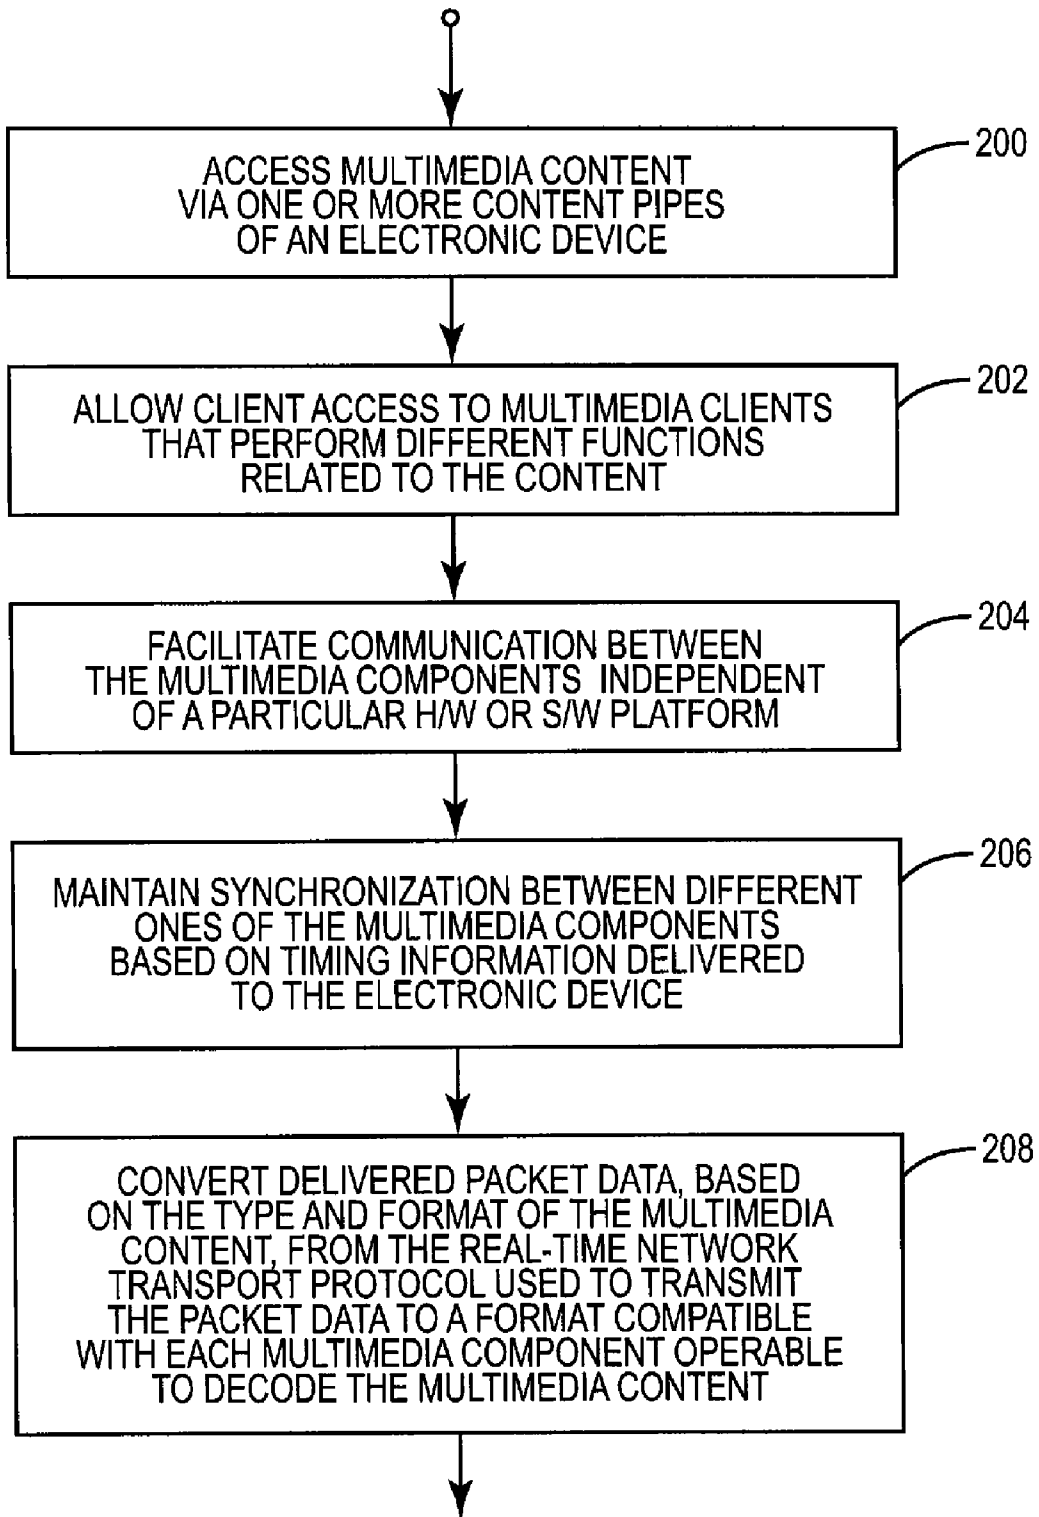 ACCESS MULTIMEDIA CONTENT
VIA ONE OR MORE CONTENT PIPES
OF AN ELECTRONIC DEVICE
200
ALLOW CLIENT ACCESS TO MULTIMEDIA CLIENTS
THAT PERFORM DIFFERENT FUNCTIONS
RELATED TO THE CONTENT
202
FACILITATE COMMUNICATION BETWEEN
THE MULTIMEDIA COMPONENTS INDEPENDENT
OF A PARTICULAR H/W OR S/W PLATFORM
204
MAINTAIN SYNCHRONIZATION BETWEEN DIFFERENT
ONES OF THE MULTIMEDIA COMPONENTS
BASED ON TIMING INFORMATION DELIVERED
TO THE ELECTRONIC DEVICE
206
CONVERT DELIVERED PACKET DATA, BASED
ON THE TYPE AND FORMAT OF THE MULTIMEDIA
CONTENT, FROM THE REAL-TIME NETWORK
TRANSPORT PROTOCOL USED TO TRANSMIT
THE PACKET DATA TO A FORMAT COMPATIBLE
WITH EACH MULTIMEDIA COMPONENT OPERABLE
TO DECODE THE MULTIMEDIA CONTENT
208